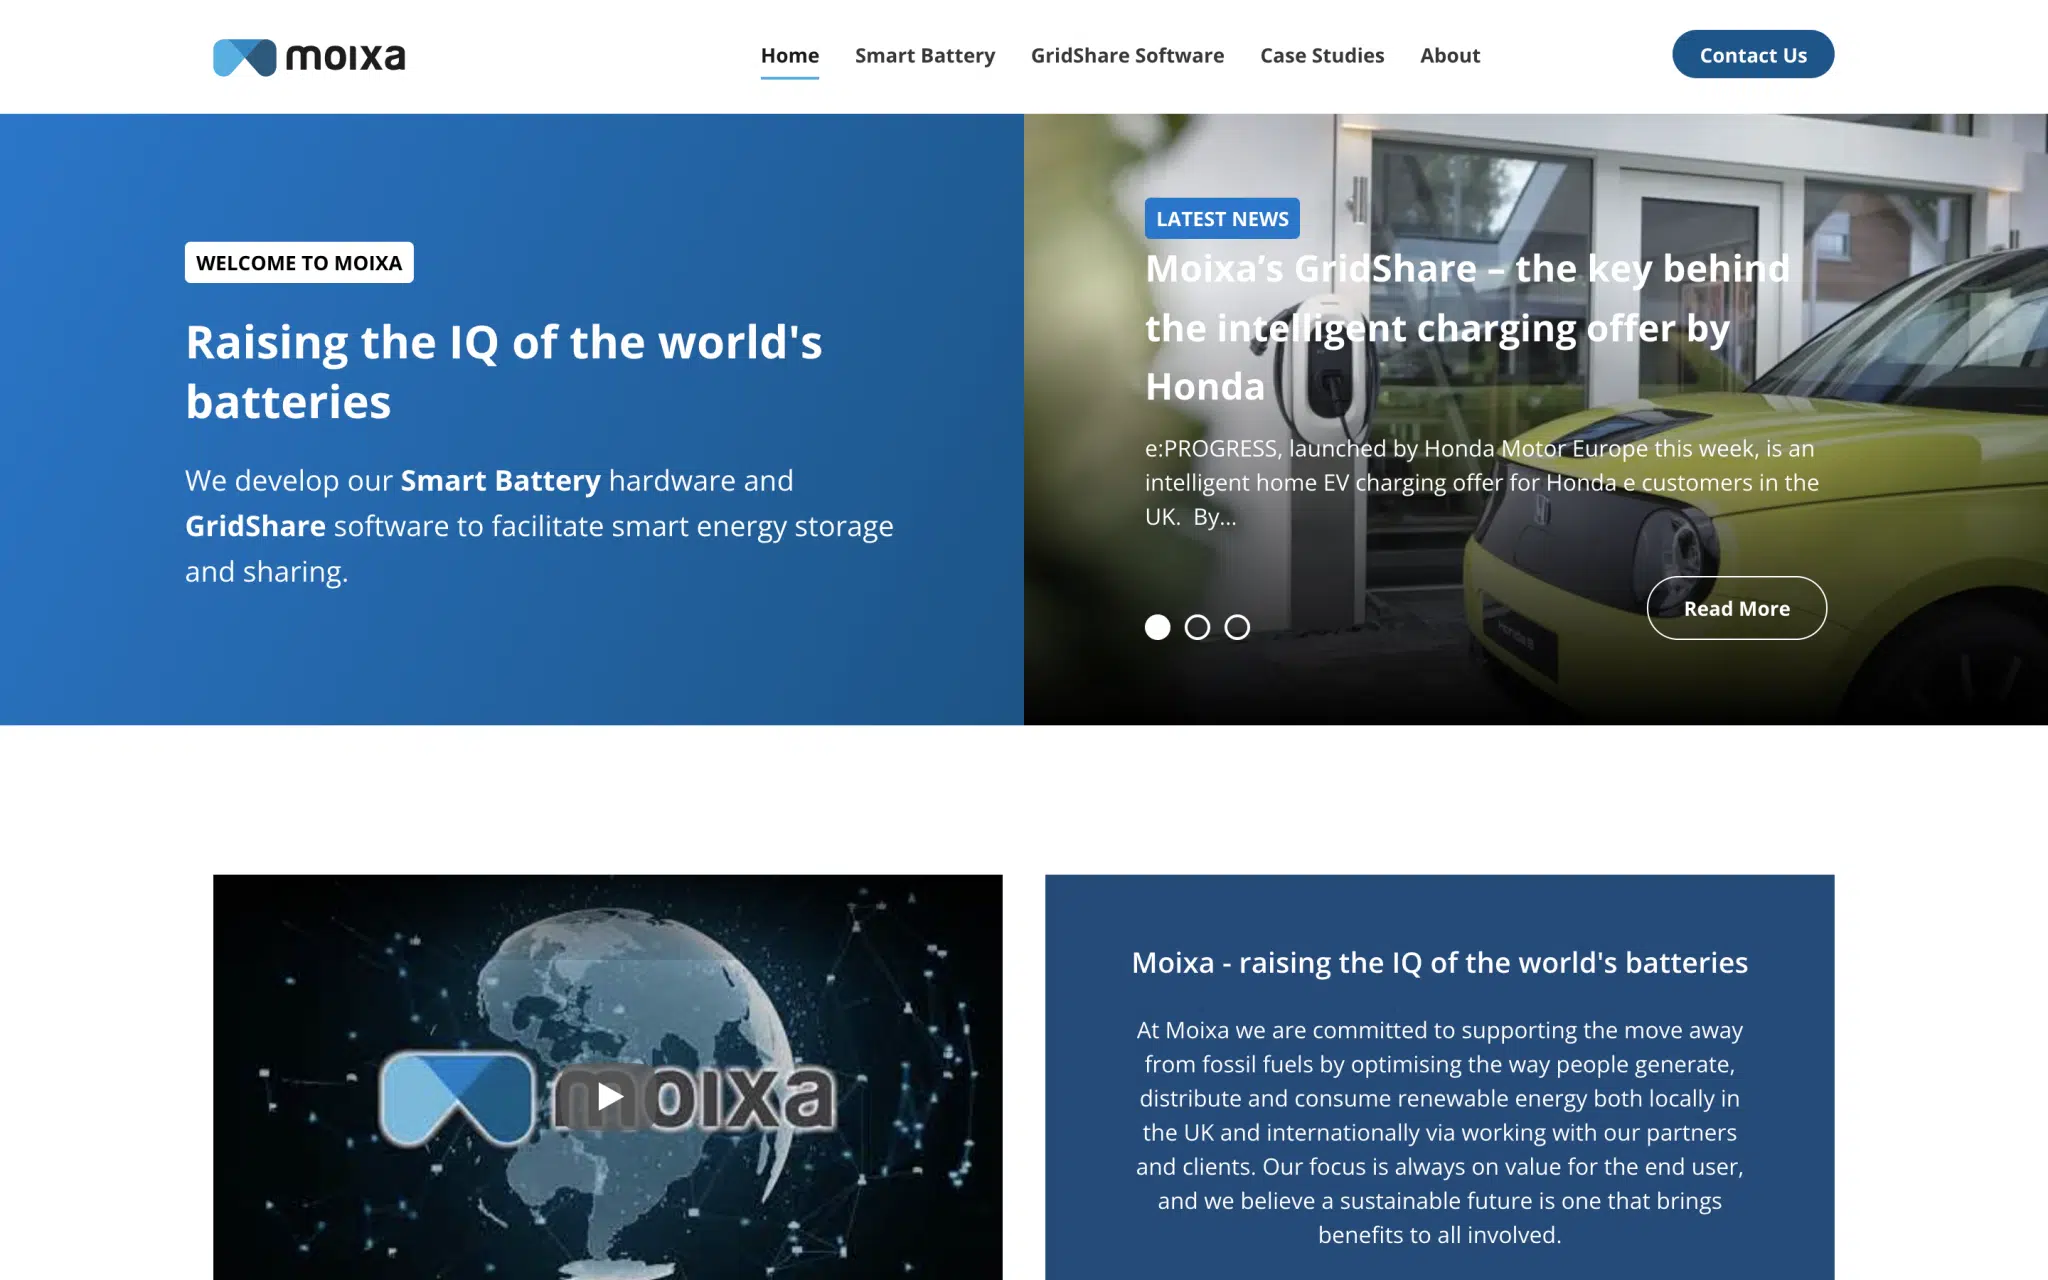 moixa
Home
Smart Battery
GridShare Software
Case Studies
About
Contact Us
WELCOME TO MOIXA
Raising the IQ of the world's
batteries
We develop our Smart Battery hardware and
GridShare software to facilitate smart energy storage
and sharing.
LATEST NEWS
Moixa’s GridShare – the key behind
the intelligent charging offer by
Honda
e:PROGRESS, launched by Honda Motor Europe this week, is an
intelligent home EV charging offer for Honda e customers in the
UK.  By...
Honda e
Read More
moixa
Moixa - raising the IQ of the world's batteries
At Moixa we are committed to supporting the move away
from fossil fuels by optimising the way people generate,
distribute and consume renewable energy both locally in
the UK and internationally via working with our partners
and clients. Our focus is always on value for the end user,
and we believe a sustainable future is one that brings
benefits to all involved.